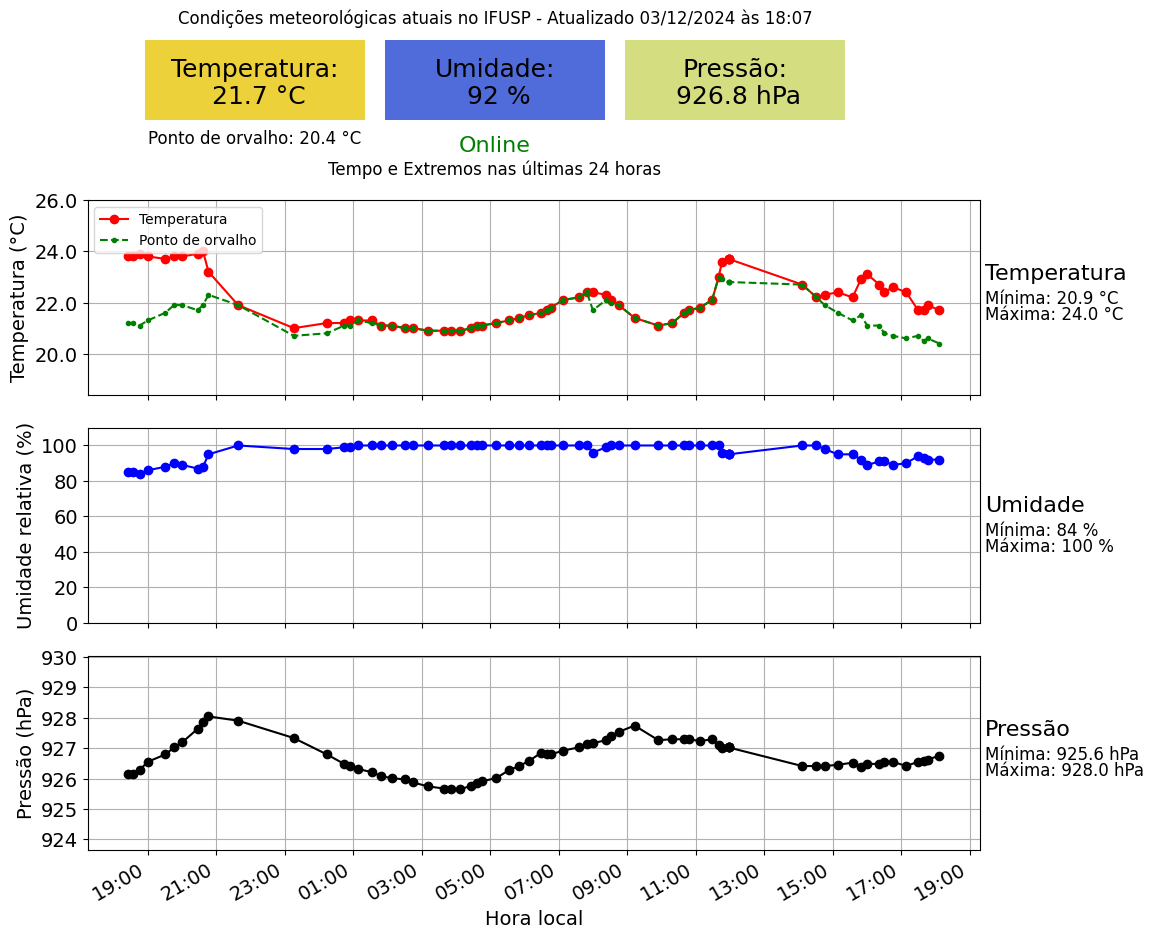 Condições meteorológicas atuais no IFUSP - Atualizado 03/12/2024 às 18:07
Temperatura:
21.7 °C
Umidade:
92 %
Pressão:
926.8 hPa
Ponto de orvalho: 20.4 °C
Online
Tempo e Extremos nas últimas 24 horas
Temperatura (°C)
26.0
24.0
22.0
20.0
Temperatura
Ponto de orvalho
Temperatura
Mínima: 20.9 °C
Máxima: 24.0 °C
Umidade relativa (%)
100
80
60
40
20
0
Umidade
Mínima: 84 %
Máxima: 100 %
Pressão (hPa)
930
929
928
927
926
925
924
Pressão
Mínima: 925.6 hPa
Máxima: 928.0 hPa
19:00 21:00 23:00 01:00 03:00 05:00 07:00 09:00 11:00 13:00 15:00 17:00 19:00
Hora local